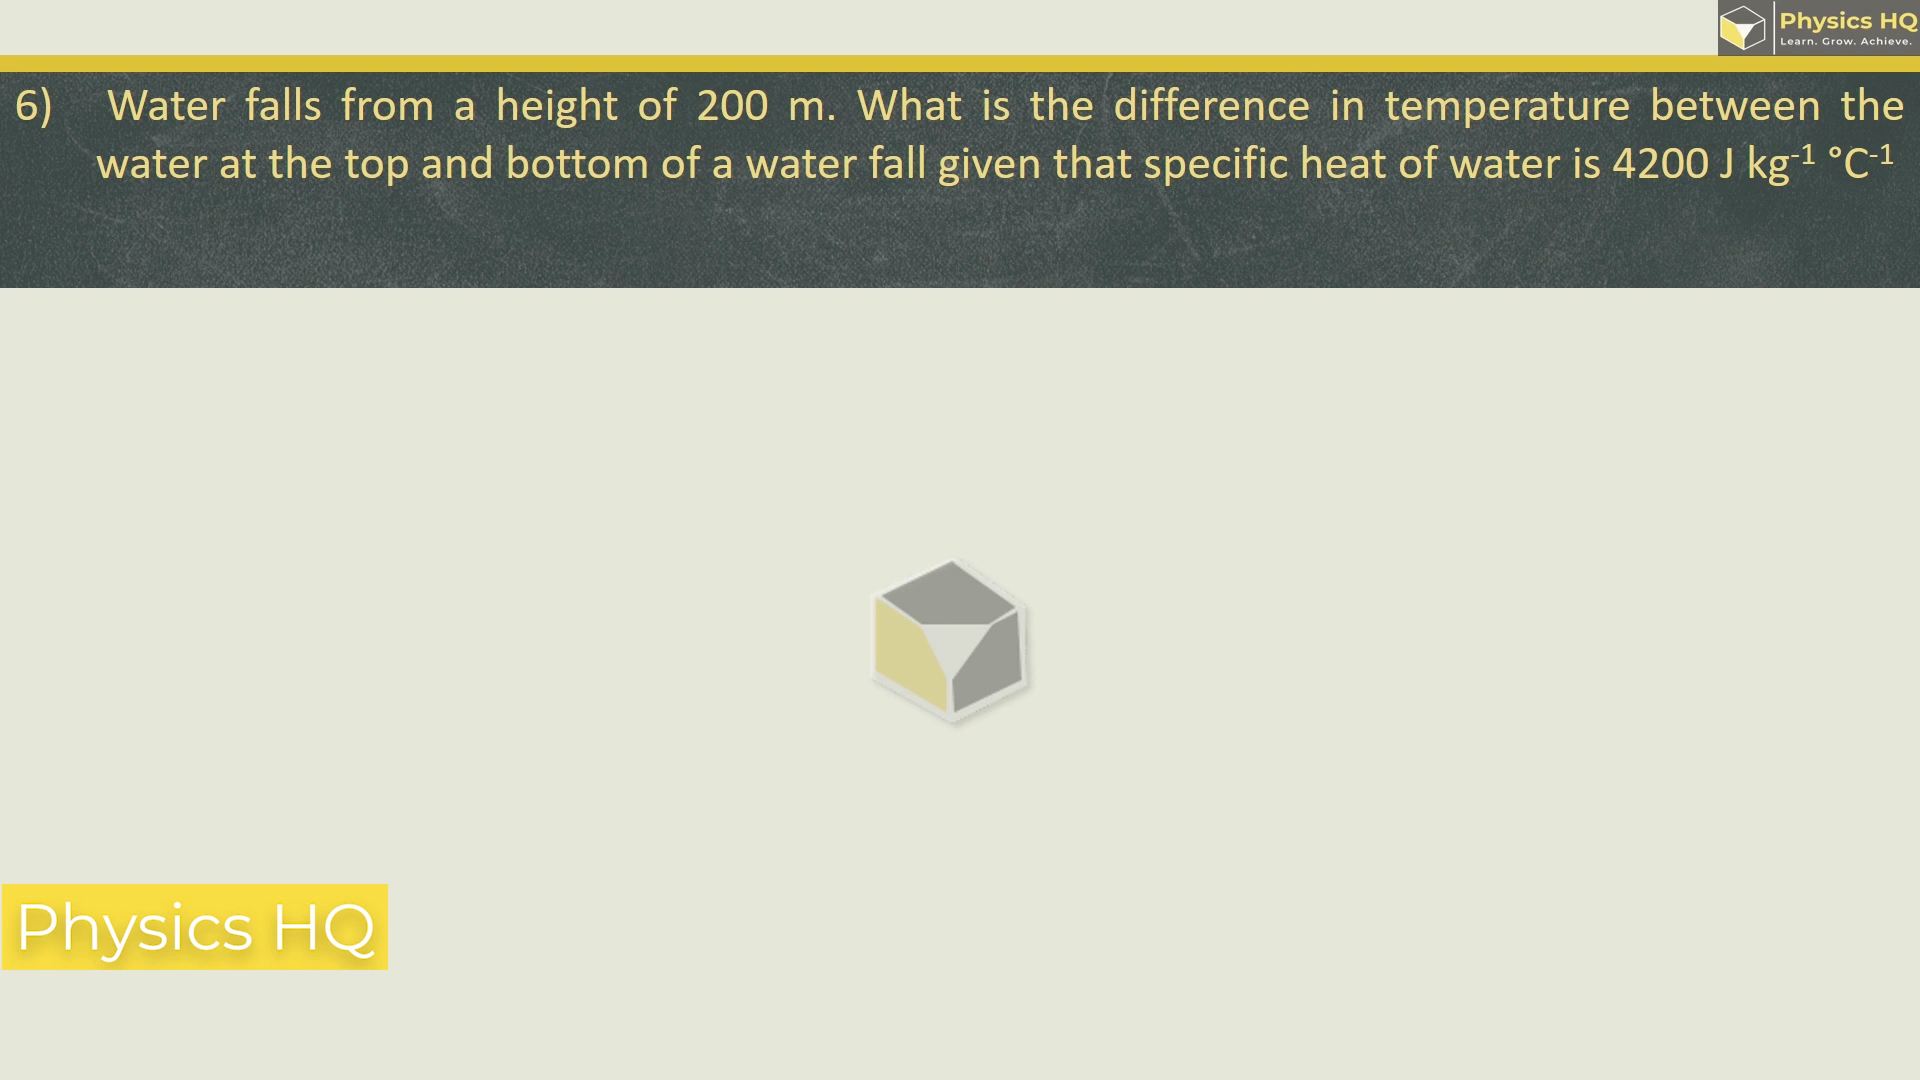 Physics HQ
Learn. Grow. Achieve.
6) Water falls from a height of 200 m. What is the difference in temperature between the
water at the top and bottom of a water fall given that specific heat of water is 4200 J kg⁻¹ °C⁻¹
Physics HQ